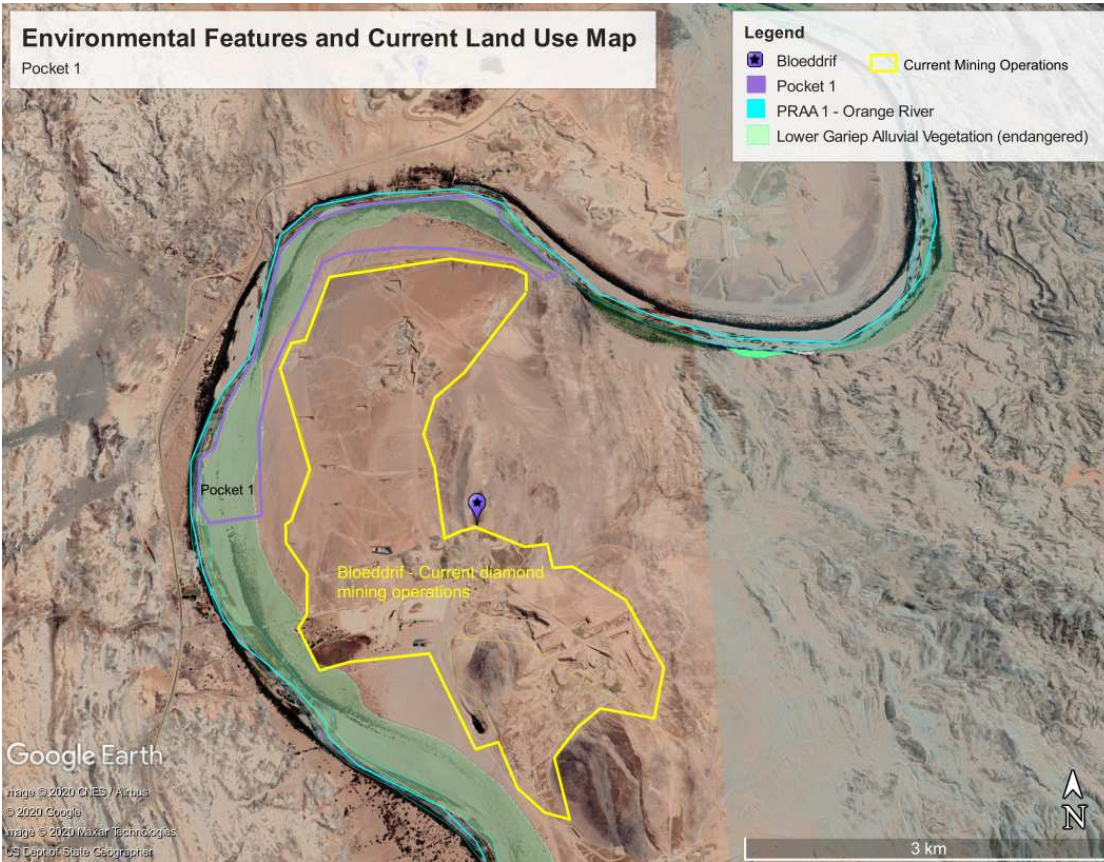 Environmental Features and Current Land Use Map
Pocket 1
Legend
Bloeddrif
Current Mining Operations
Pocket 1
PRAA 1 - Orange River
Lower Gariep Alluvial Vegetation (endangered)
Pocket 1
Bloeddrif - Current diamond
mining operations
Google Earth
Image © 2020 CNES / Airbus
© 2020 Google
Image © 2020 Maxar Technologies
US Dept of State Geographer
N
3 km